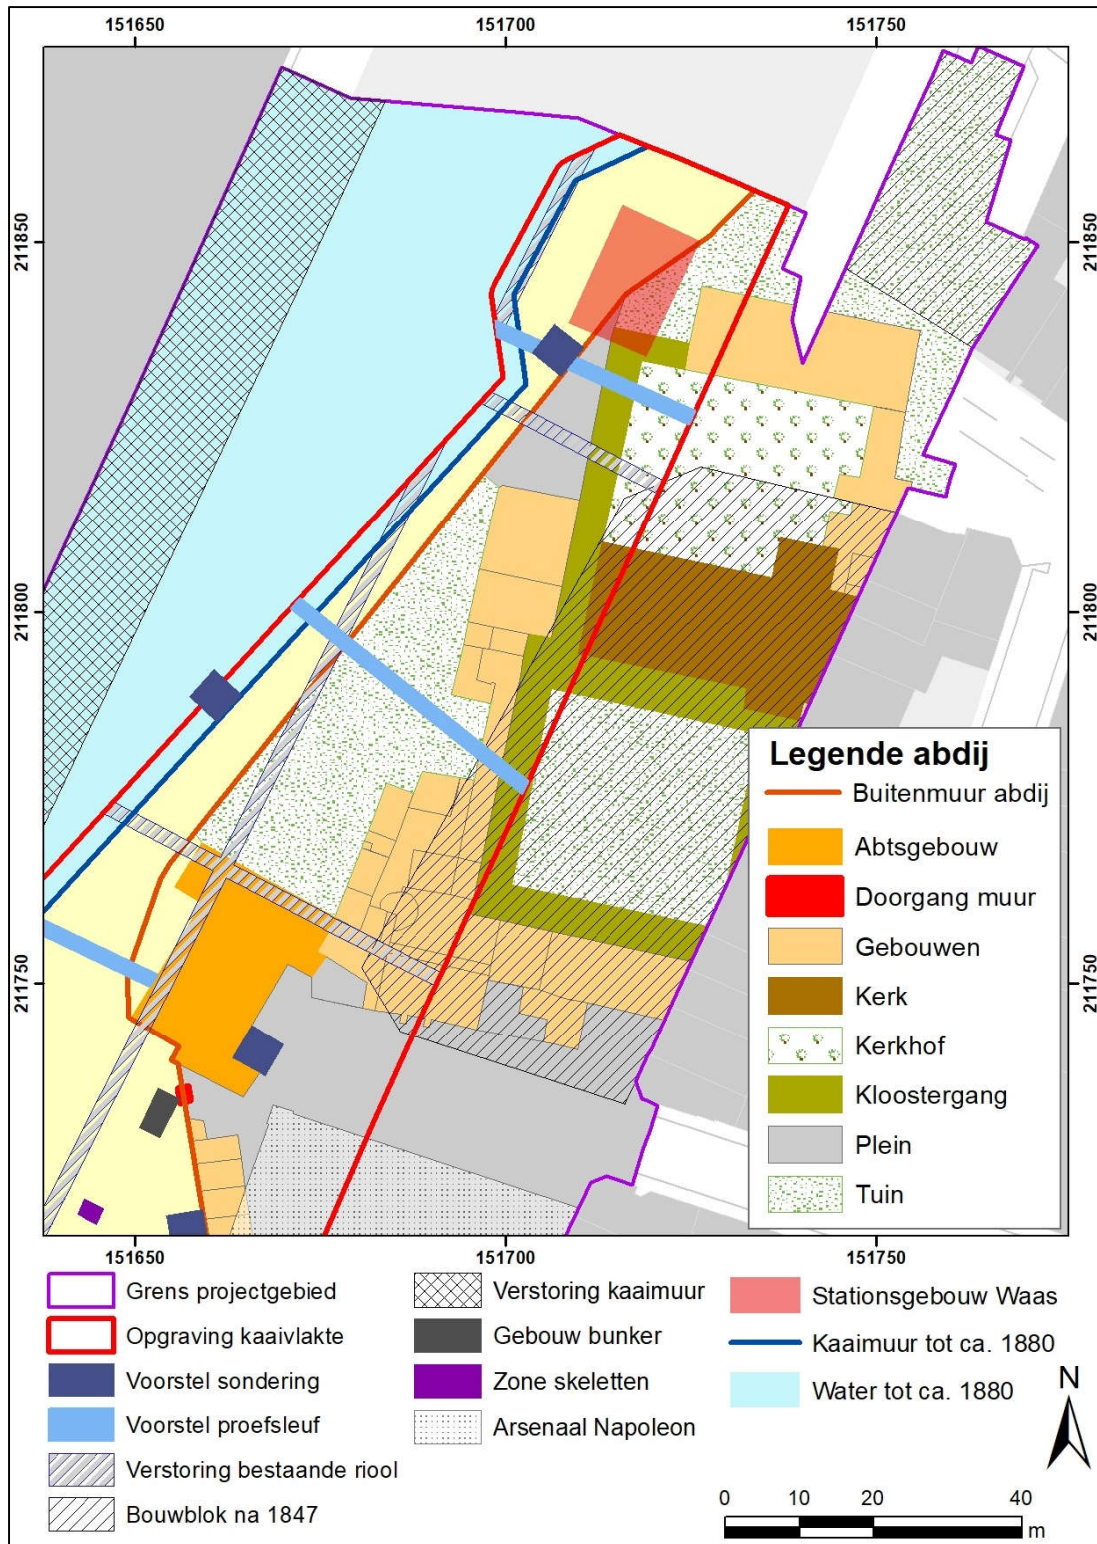 151650 151700 151750
211850 211850
211800 211800
211750 211750
Legende abdij
Buitenmuur abdij
Abtsgebouw
Doorgang muur
Gebouwen
Kerk
Kerkhof
Kloostergang
Plein
Tuin
151650 151700 151750
Grens projectgebied
Opgraving kaaivlakte
Voorstel sondering
Voorstel proefsleuf
Verstoring bestaande riool
Bouwblok na 1847
Verstoring kaaimuur
Gebouw bunker
Zone skeletten
Arsenaal Napoleon
Stationsgebouw Waas
Kaaimuur tot ca. 1880
Water tot ca. 1880
N
0 10 20 40
m